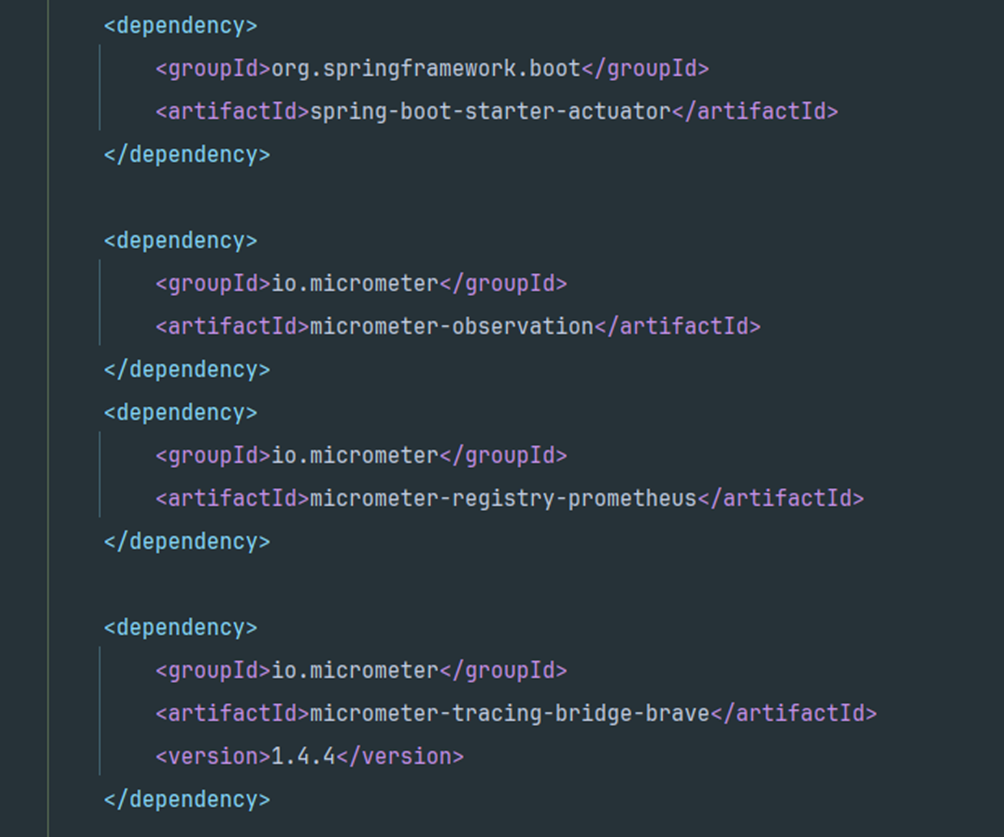 <dependency>
<groupId>org.springframework.boot</groupId>
<artifactId>spring-boot-starter-actuator</artifactId>
</dependency>
<dependency>
<groupId>io.micrometer</groupId>
<artifactId>micrometer-observation</artifactId>
</dependency>
<dependency>
<groupId>io.micrometer</groupId>
<artifactId>micrometer-registry-prometheus</artifactId>
</dependency>
<dependency>
<groupId>io.micrometer</groupId>
<artifactId>micrometer-tracing-bridge-brave</artifactId>
<version>1.4.4</version>
</dependency>